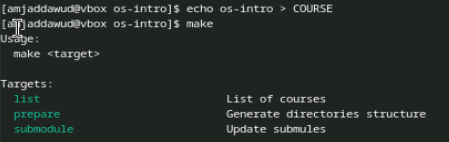 [amjaddawud@vbox os-intro]$ echo os-intro > COURSE
[amjaddawud@vbox os-intro]$ make
Usage:
  make <target>

Targets:
  list                        List of courses
  prepare                     Generate directories structure
  submodule                   Update submules